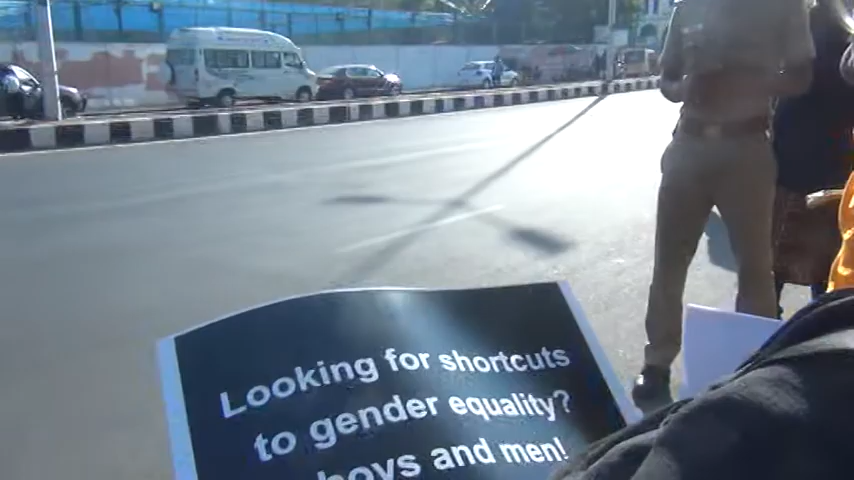 Looking for shortcuts
to gender equality?
boys and men!